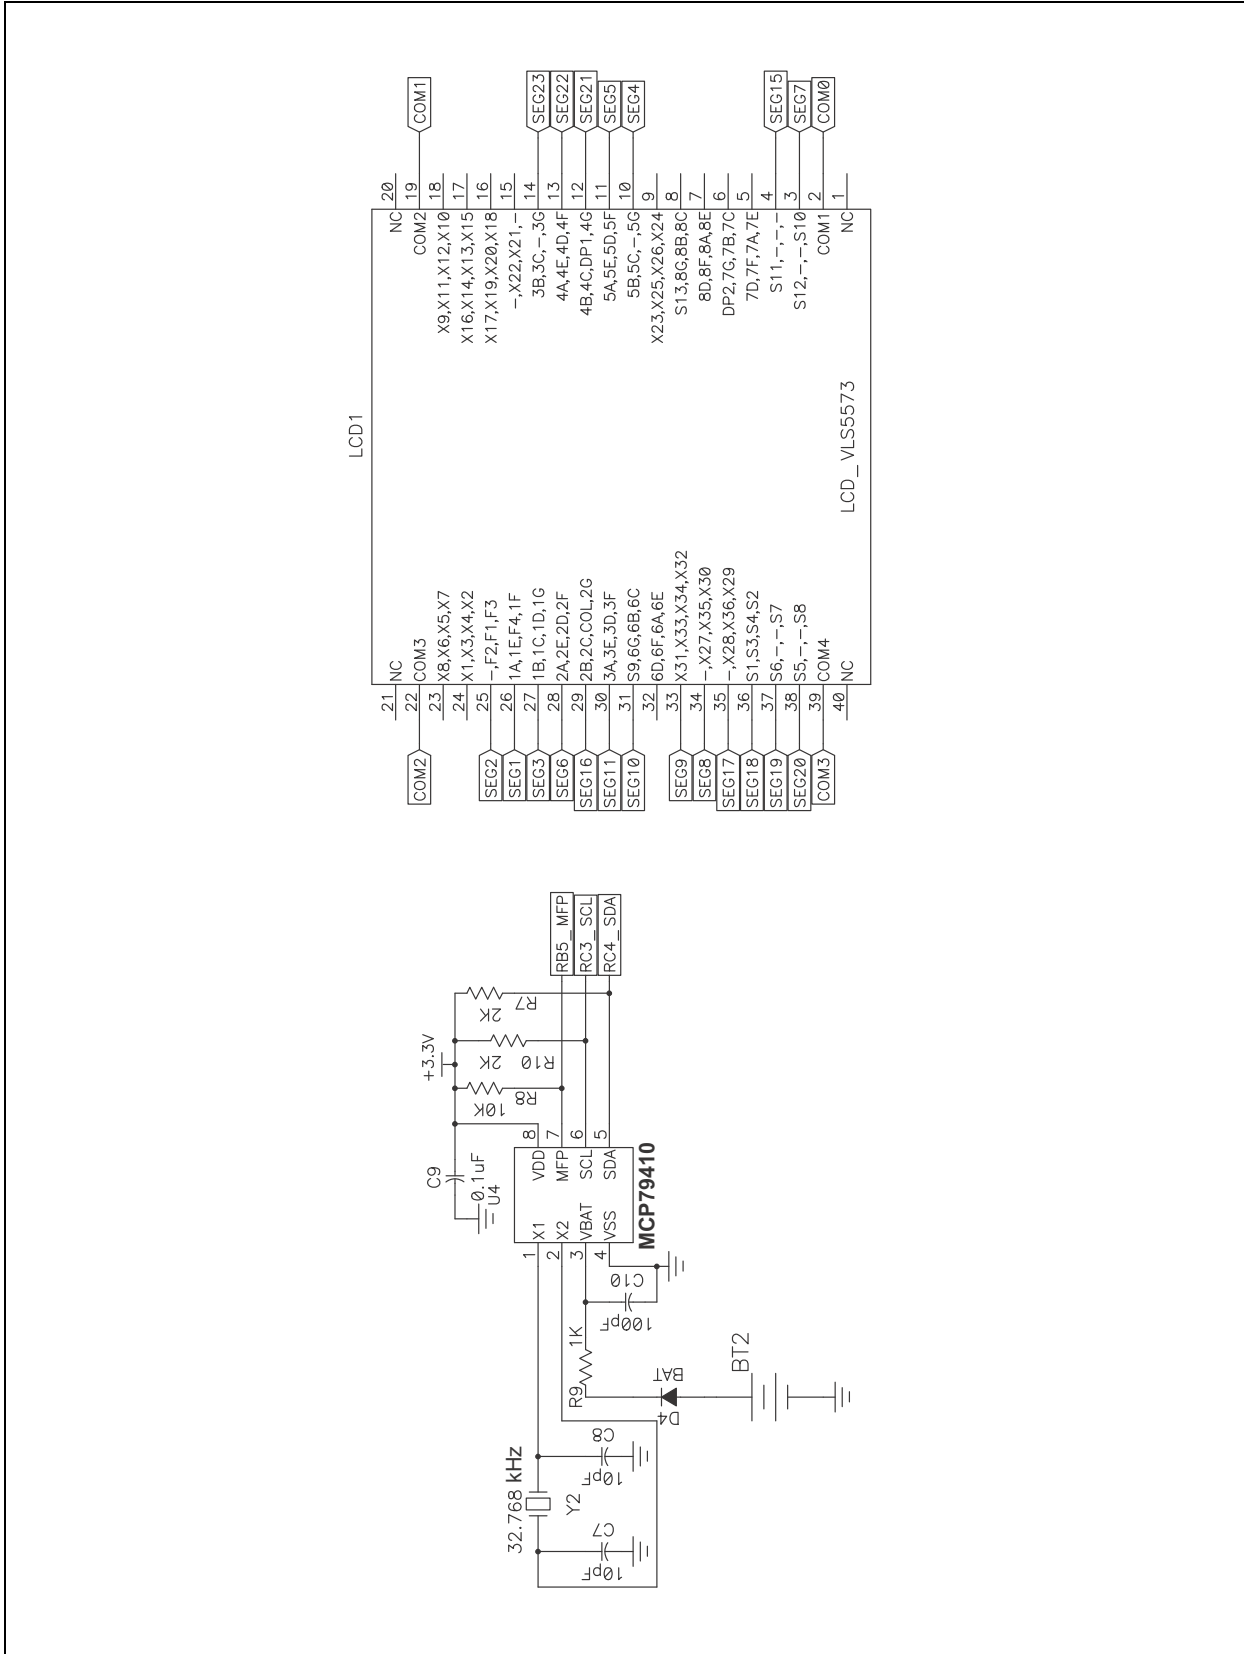 LCD1
LCD_VLS5573
NC 20
COM2 19 COM1
X9,X11,X12,X10 18
X16,X14,X13,X15 17
X17,X19,X20,X18 16
-,X22,X21,- 15
3B,3C,-,3G 14 SEG23
4A,4E,4D,4F 13 SEG22
4B,4C,DP1,4G 12 SEG21
5A,5E,5D,5F 11 SEG5
5B,5C,-,5G 10 SEG4
X23,X25,X26,X24 9
S13,8G,8B,8C 8
8D,8F,8A,8E 7
DP2,7G,7B,7C 6
7D,7F,7A,7E 5
S11,-,-,- 4 SEG15
S12,-,-,S10 3 SEG7
COM1 2 COM0
NC 1
21 NC
COM2 22 COM3
23 X8,X6,X5,X7
24 X1,X3,X4,X2
SEG2 25 -,F2,F1,F3
SEG1 26 1A,1E,F4,1F
SEG3 27 1B,1C,1D,1G
SEG6 28 2A,2E,2D,2F
SEG16 29 2B,2C,COL,2G
SEG11 30 3A,3E,3D,3F
SEG10 31 S9,6G,6B,6C
32 6D,6F,6A,6E
SEG9 33 X31,X33,X34,X32
SEG8 34 -,X27,X35,X30
SEG17 35 -,X28,X36,X29
SEG18 36 S1,S3,S4,S2
SEG19 37 S6,-,-,S7
SEG20 38 S5,-,-,S8
COM3 39 COM4
40 NC
RB5_MFP
RC3_SCL
RC4_SDA
+3.3V
R7
2K
R10
2K
R8
10K
C9
0.1uF
U4
8 VDD
7 MFP
6 SCL
5 SDA
X1 1
X2 2
VBAT 3
VSS 4
MCP79410
C10
100pF
1K
R9
BAT
D4
BT2
32.768 kHz
Y2
C8
10pF
C7
10pF